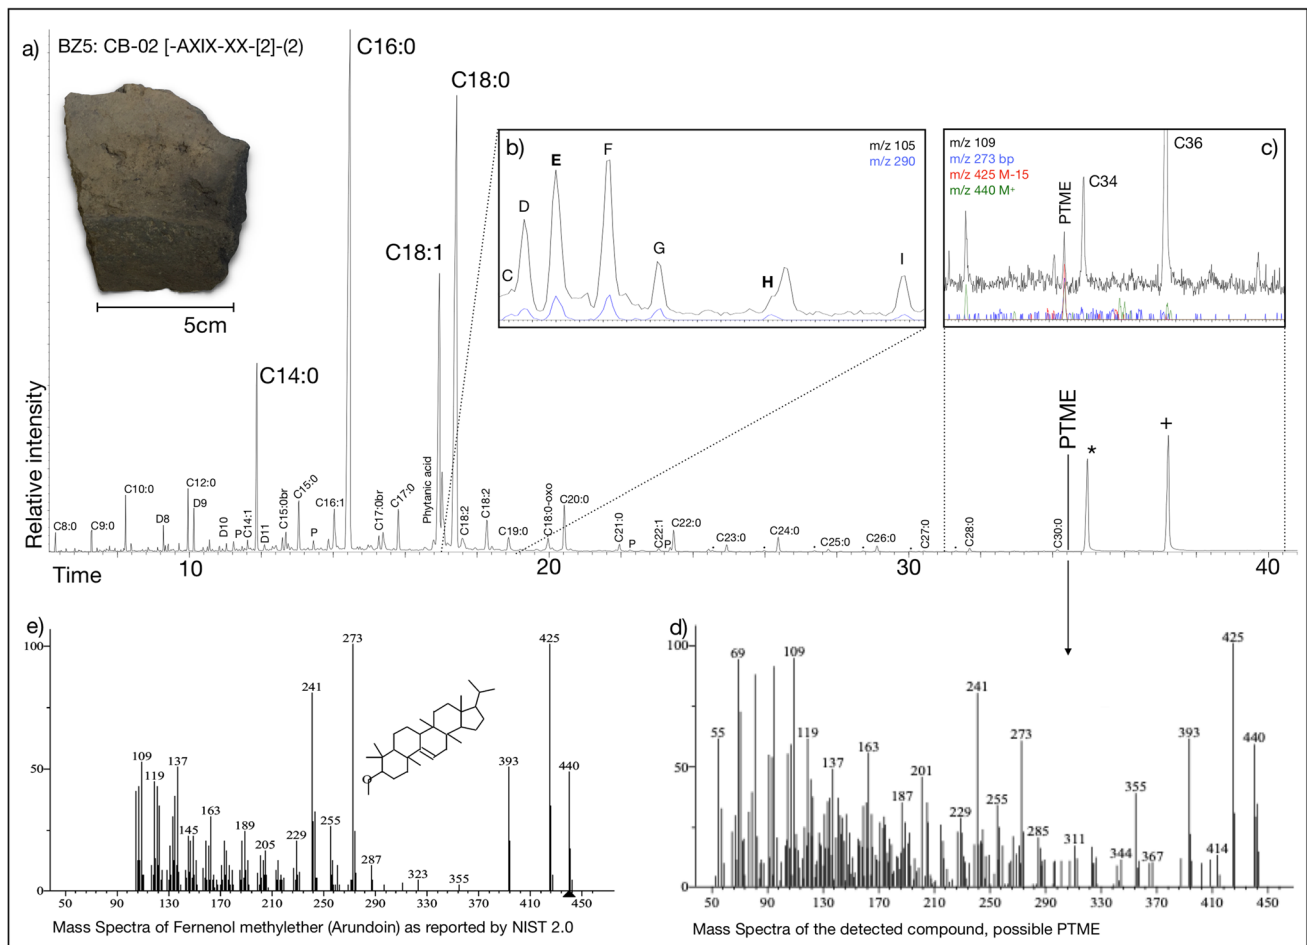 a)
BZ5: CB-02 [-AXIX-XX-[2]-(2)
5cm
Relative intensity
Time
10
20
30
40
C8:0
C9:0
C10:0
D8
C12:0
D9
D10
P
C14:1
C14:0
D11
C15:0br
C15:0
P
C16:1
C16:0
C17:0br
C17:0
Phytanic acid
C18:1
C18:0
C18:2
C18:2
C19:0
C18:0-oxo
C20:0
C21:0
P
C22:1
P
C22:0
C23:0
C24:0
C25:0
C26:0
C27:0
C28:0
C30:0
PTME
*
+
b)
m/z 105
m/z 290
C
D
E
F
G
H
I
c)
m/z 109
m/z 273 bp
m/z 425 M-15
m/z 440 M+
PTME
C34
C36
e)
100
50
0
109
119
137
145
163
189
205
229
241
255
273
287
323
355
393
425
440
O
50
90
130
170
210
250
290
330
370
410
450
Mass Spectra of Fernenol methylether (Arundoin) as reported by NIST 2.0
d)
100
50
0
55
69
109
119
137
163
187
201
229
241
255
273
285
311
344
355
367
393
414
425
440
50
90
130
170
210
250
290
330
370
410
450
Mass Spectra of the detected compound, possible PTME